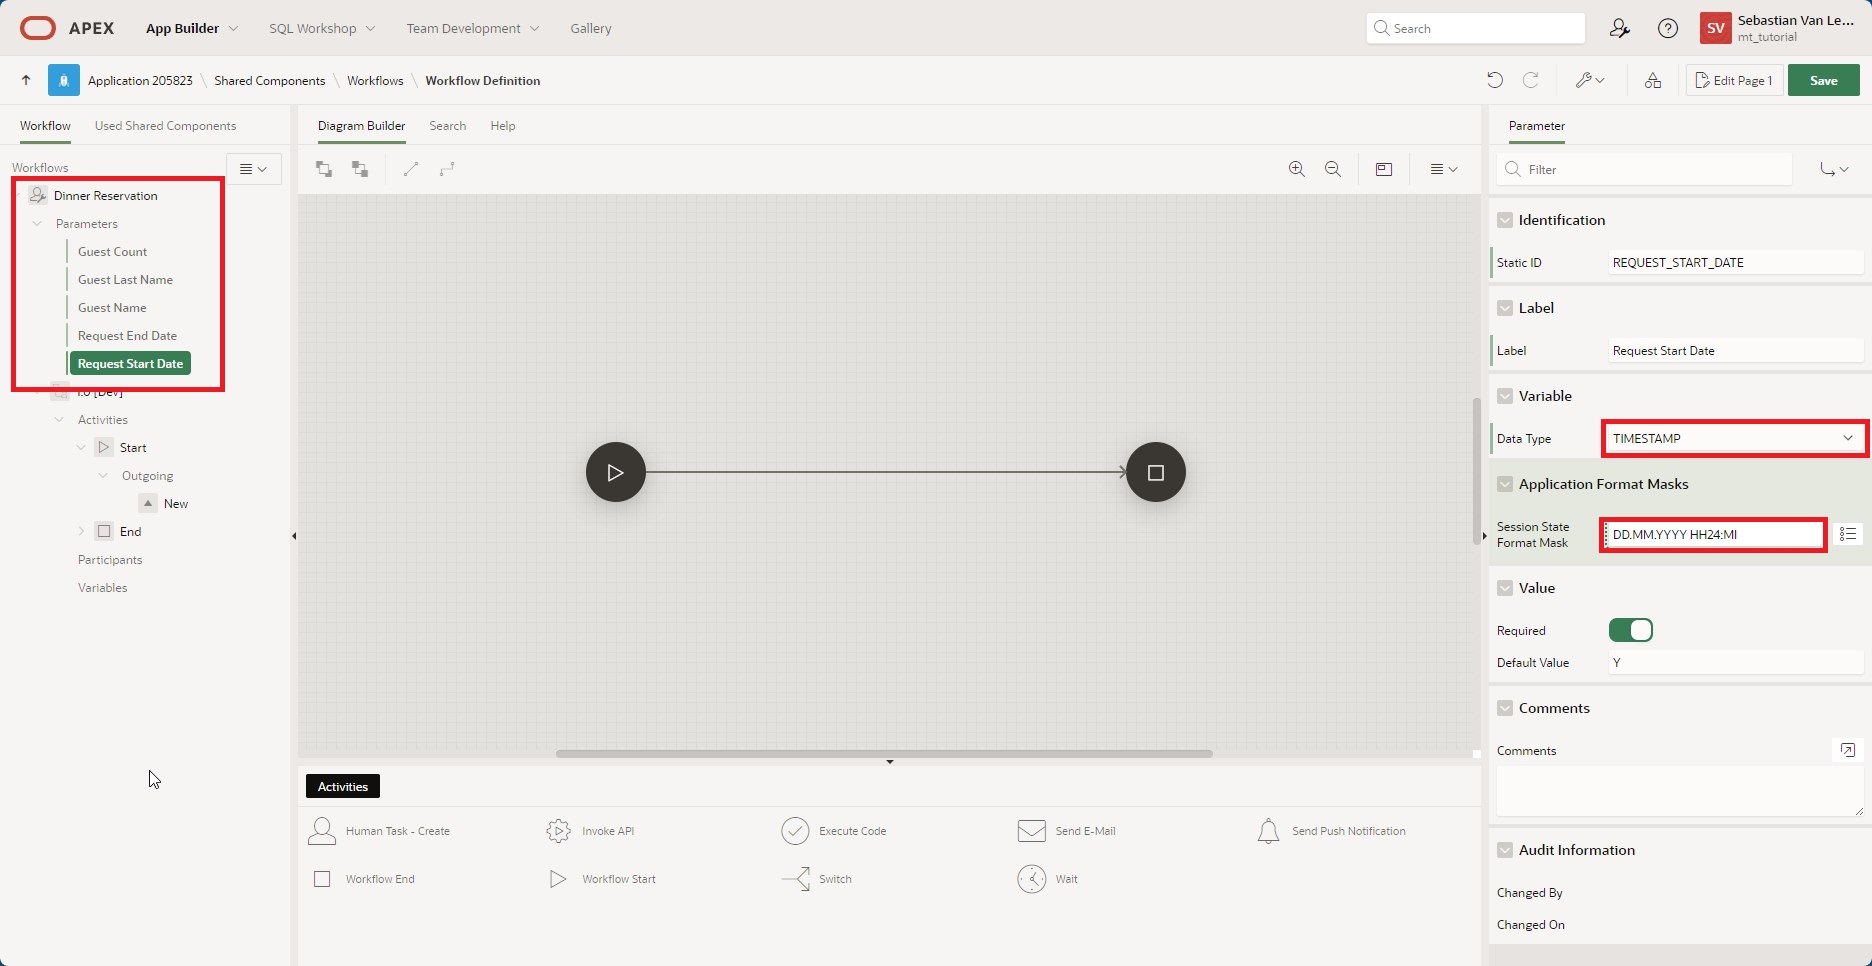 APEX
App Builder
SQL Workshop
Team Development
Gallery
Search
SV
Sebastian Van Le...
mt_tutorial
Application 205823
Shared Components
Workflows
Workflow Definition
Edit Page 1
Save
Workflow
Used Shared Components
Workflows
Dinner Reservation
Parameters
Guest Count
Guest Last Name
Guest Name
Request End Date
Request Start Date
1.0 [Dev]
Activities
Start
Outgoing
New
End
Participants
Variables
Diagram Builder
Search
Help
Activities
Human Task - Create
Invoke API
Execute Code
Send E-Mail
Send Push Notification
Workflow End
Workflow Start
Switch
Wait
Parameter
Filter
Identification
Static ID
REQUEST_START_DATE
Label
Label
Request Start Date
Variable
Data Type
TIMESTAMP
Application Format Masks
Session State
Format Mask
DD.MM.YYYY HH24:MI
Value
Required
Default Value
Y
Comments
Comments
Audit Information
Changed By
Changed On